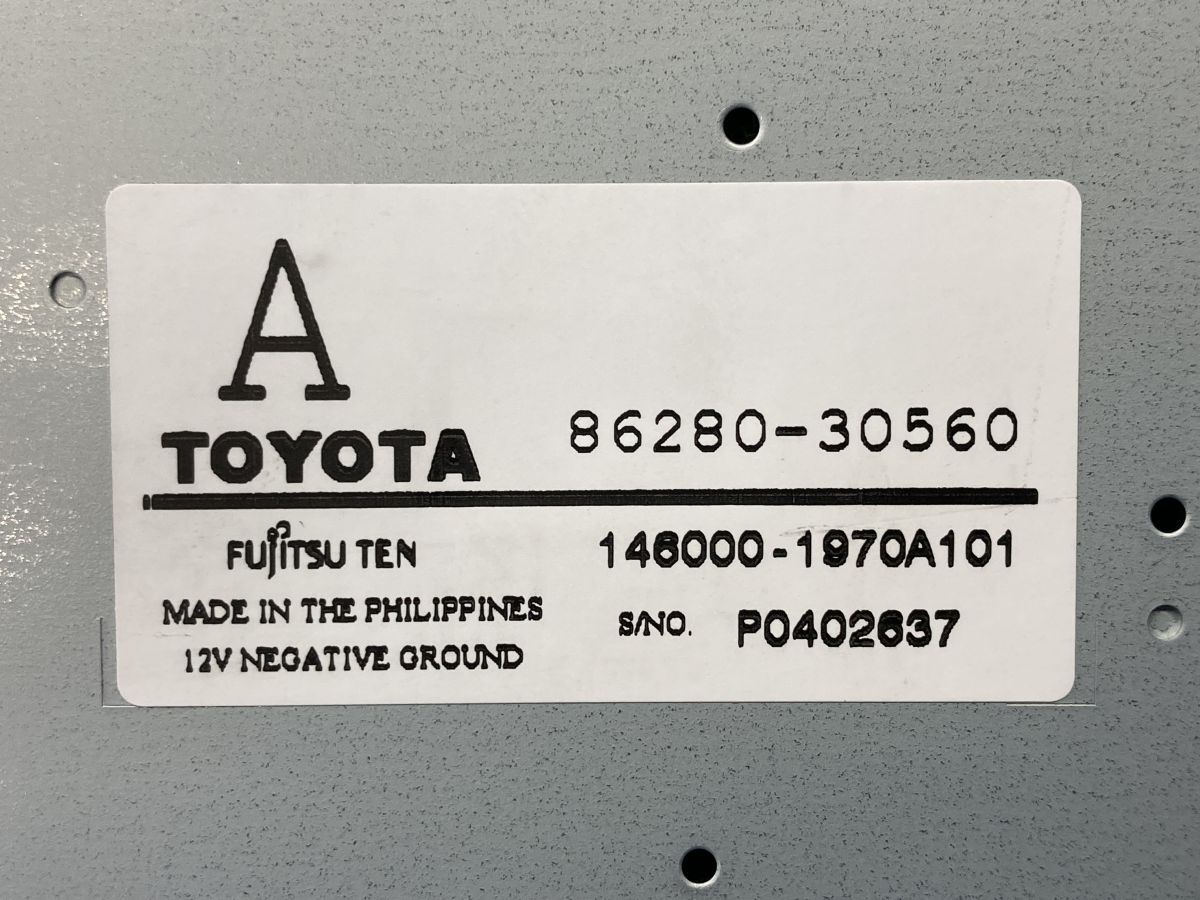 A
TOYOTA 86280-30560
FUJITSU TEN 146000-1970A101
MADE IN THE PHILIPPINES S/NO. P0402637
12V NEGATIVE GROUND